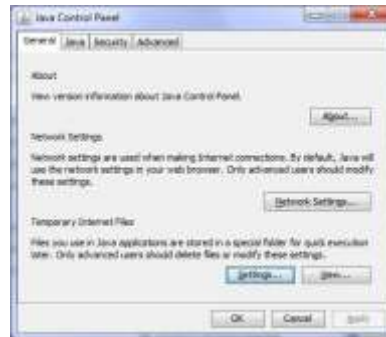 Java Control Panel
General Java Security Advanced
About
View version information about Java Control Panel.
About...
Network Settings
Network settings are used when making Internet connections. By default, Java will
use the network settings in your web browser. Only advanced users should modify
these settings.
Network Settings...
Temporary Internet Files
Files you use in Java applications are stored in a special folder for quick execution
later. Only advanced users should delete files or modify these settings.
Settings... View...
OK Cancel Apply